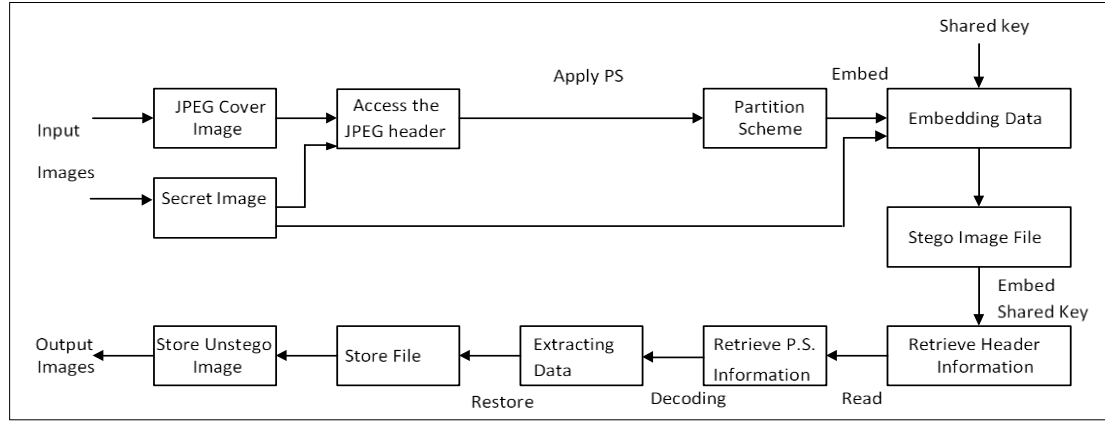 Shared key
Apply PS
Embed
Input
Images
JPEG Cover
Image
Access the
JPEG header
Partition
Scheme
Embedding Data
Secret Image
Stego Image File
Embed
Shared Key
Output
Images
Store Unstego
Image
Store File
Extracting
Data
Retrieve P.S.
Information
Retrieve Header
Information
Restore
Decoding
Read